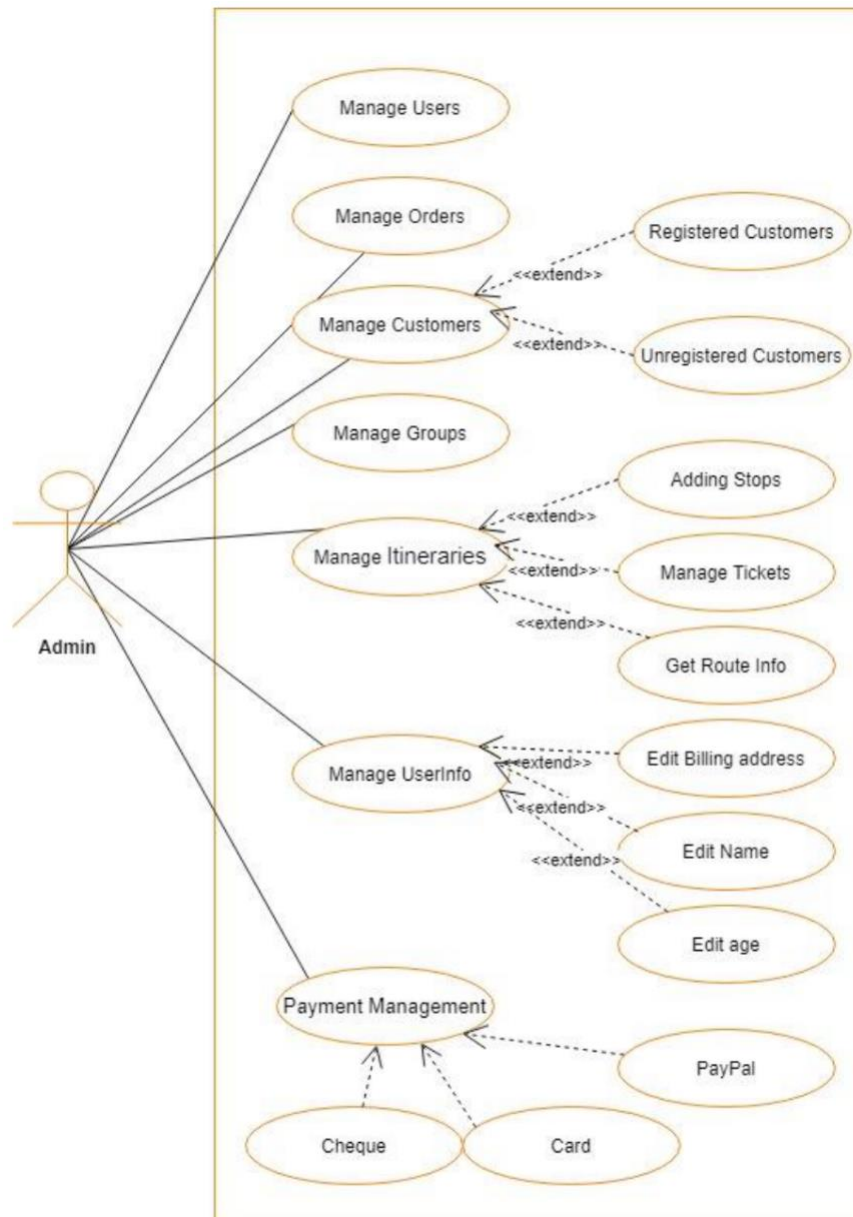 Manage Users
Manage Orders
Registered Customers
<<extend>>
Manage Customers
<<extend>>
Unregistered Customers
Manage Groups
Adding Stops
<<extend>>
Manage Itineraries
<<extend>>
Manage Tickets
<<extend>>
Get Route Info
Admin
Edit Billing address
<<extend>>
Manage UserInfo
<<extend>>
Edit Name
<<extend>>
Edit age
Payment Management
PayPal
Cheque
Card